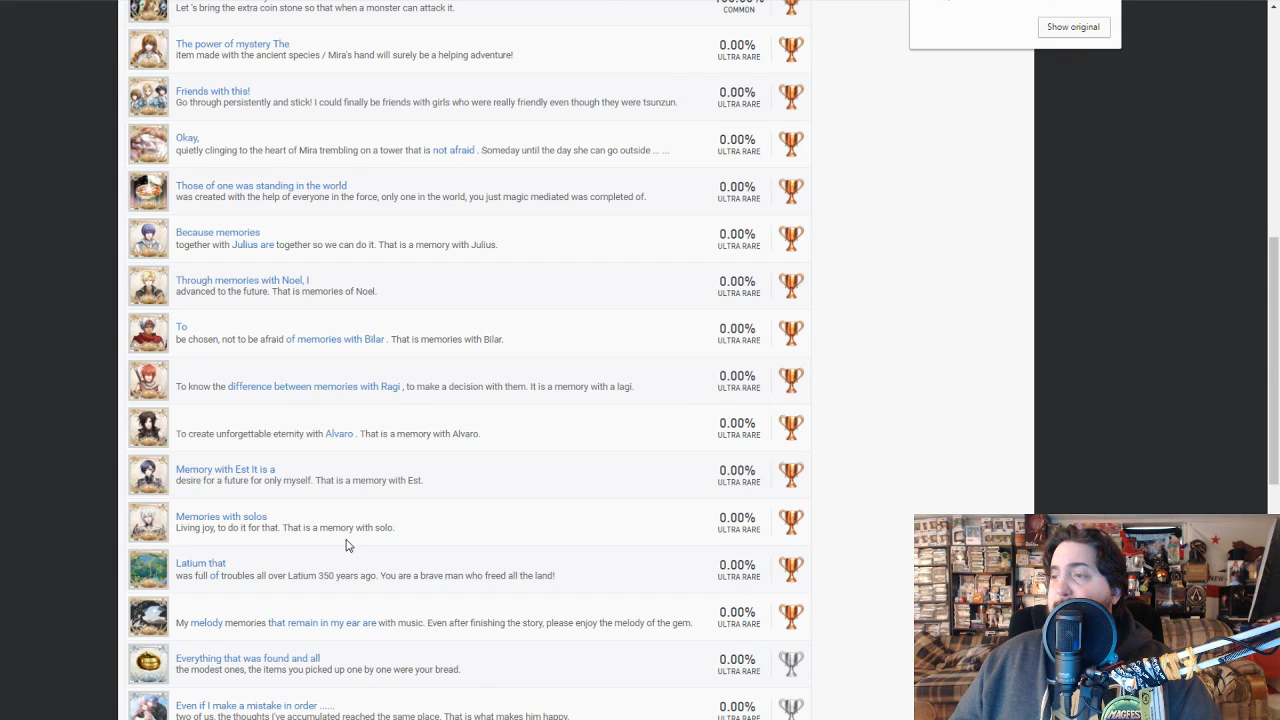 Let 's bring the extra coin stone so that when a monster can attack it.
COMMON
Show original
The power of mystery The
item made with the ancient species / Mira's hand will surely be a helping adventure!
0.00%
ULTRA RARE
Friends with this!
Go through persistently and stick! I could finally be friends with girls who were really friendly even though they were tsunzun.
0.00%
ULTRA RARE
Okay,
quietly clinging to the heart of Mira trembling on a tower that is not afraid . Someday until the day she can go outside ... ...
0.00%
ULTRA RARE
Those of one was standing in the world
was created with the help of everyone in the force, only one in the world, you just magic mediated was completed of.
0.00%
ULTRA RARE
Because memories
together with Julius are together so we can do it. That is a memory with Julius.
0.00%
ULTRA RARE
Through memories with Noel, I
advanced to the future. That is memories of Noel.
0.00%
ULTRA RARE
To
be chosen, not to be afraid of memories with Bilar . That is memories with Bilar.
0.00%
ULTRA RARE
To know the difference between memories with Ragi , to make a decision with them. It is a memory with a lagi.
0.00%
ULTRA RARE
To create unforgettable eternity with Alvaro . That is a memory with Alvaro.
0.00%
ULTRA RARE
Memory with Est It is a
desire for a future for only myself. That is a memory with Est.
0.00%
ULTRA RARE
Memories with solos
Living joy, to do it for that. That is a memory with solo.
0.00%
ULTRA RARE
Latium that
was full of troubles all over Latium 350 years ago. You are a brave man who freed all the land!
0.00%
ULTRA RARE
My melody memories that remain in my ear are with music. Even after finishing the story, please enjoy the melody of the gem.
0.00%
ULTRA RARE
Everything that was found and all
the modest ones, the items you picked up one by one were your bread.
0.00%
ULTRA RARE
Even if I make a mistake in order ......
two of us, the thoughts I've accumulated reached the same place. That is what makes him happy.
0.00%
ULTRA RARE
MAGFEST